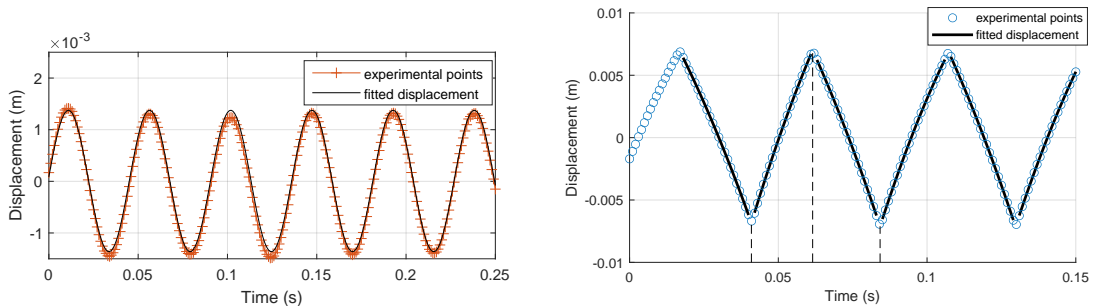 ×10⁻³
2
1
0
-1
Displacement (m)
experimental points
fitted displacement
0
0.05
0.1
0.15
0.2
0.25
Time (s)
0.01
0.005
0
-0.005
-0.01
Displacement (m)
experimental points
fitted displacement
0
0.05
0.1
0.15
Time (s)